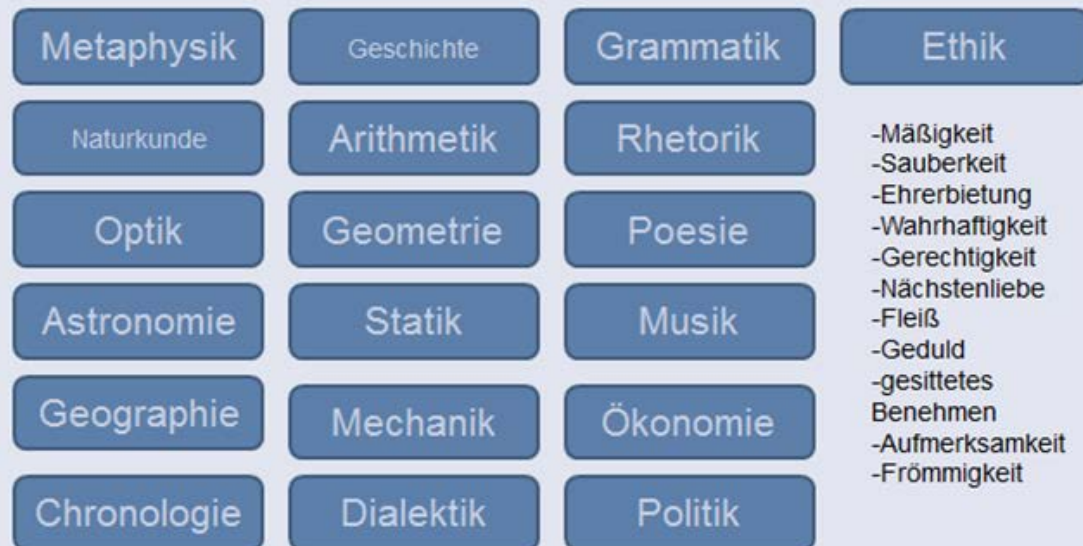 Metaphysik
Geschichte
Grammatik
Ethik
Naturkunde
Arithmetik
Rhetorik
Optik
Geometrie
Poesie
Astronomie
Statik
Musik
Geographie
Mechanik
Ökonomie
Chronologie
Dialektik
Politik
-Mäßigkeit
-Sauberkeit
-Ehrerbietung
-Wahrhaftigkeit
-Gerechtigkeit
-Nächstenliebe
-Fleiß
-Geduld
-gesittetes
Benehmen
-Aufmerksamkeit
-Frömmigkeit